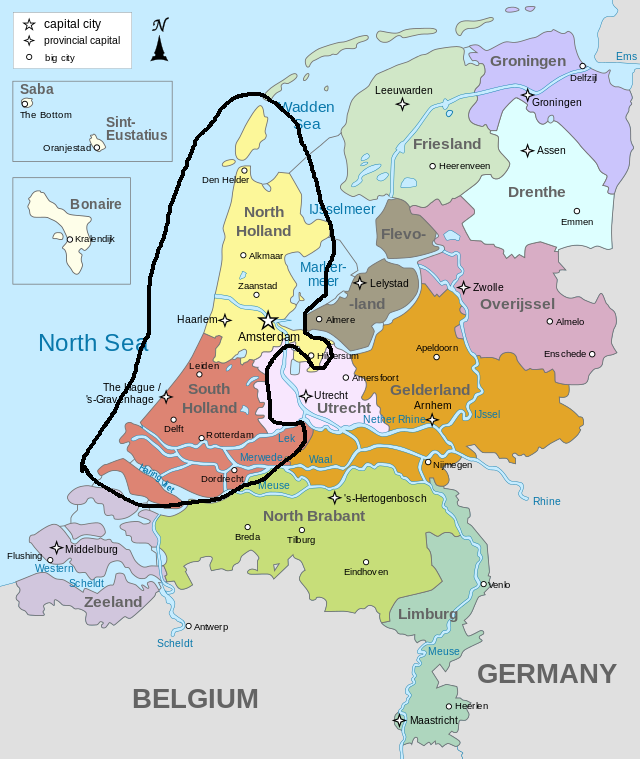 N
capital city
provincial capital
big city
Saba
The Bottom
Sint-
Eustatius
Oranjestad
Bonaire
Kralendijk
Groningen
Ems
Delfzijl
Groningen
Leeuwarden
Wadden
Sea
Friesland
Assen
Heerenveen
Drenthe
Den Helder
North
Holland
IJsselmeer
Emmen
Flevo-
Alkmaar
Marker-
meer
Lelystad
Zwolle
Zaanstad
-land
Overijssel
Haarlem
Almere
Almelo
North Sea
Amsterdam
Apeldoorn
Hilversum
Enschede
Leiden
Amersfoort
The Hague /
's-Gravenhage
South
Holland
Utrecht
Utrecht
Gelderland
Arnhem
Delft
Nether Rhine
IJssel
Rotterdam
Lek
Merwede
Waal
Nijmegen
Haringvliet
Dordrecht
Meuse
's-Hertogenbosch
Rhine
North Brabant
Breda
Tilburg
Flushing
Middelburg
Western
Scheldt
Eindhoven
Venlo
Zeeland
Limburg
Antwerp
Scheldt
Meuse
GERMANY
BELGIUM
Heerlen
Maastricht